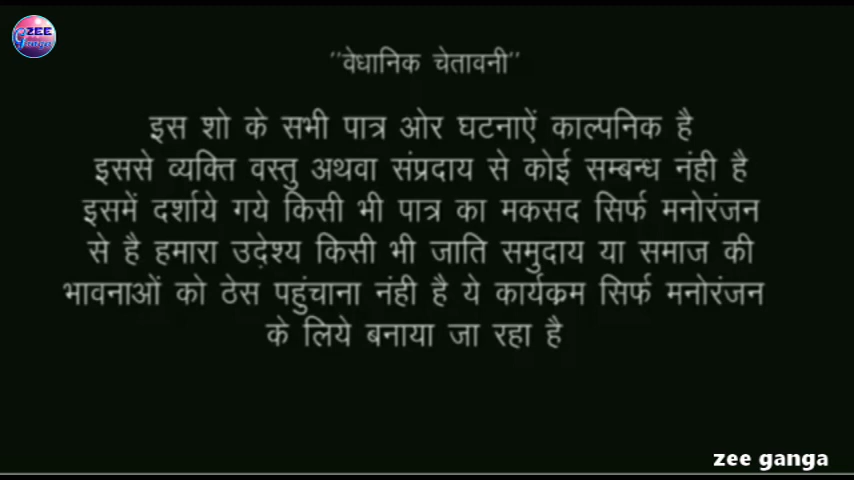 ZEE
Ganga
"वेधानिक चेतावनी"
इस शो के सभी पात्र ओर घटनाऐं काल्पनिक है
इससे व्यक्ति वस्तु अथवा संप्रदाय से कोई सम्बन्ध नंही है
इसमें दर्शाये गये किसी भी पात्र का मकसद सिर्फ मनोरंजन
से है हमारा उदे़श्य किसी भी जाति समुदाय या समाज की
भावनाओं को ठेस पहुंचाना नंही है ये कार्यक्रम सिर्फ मनोरंजन
के लिये बनाया जा रहा है
zee ganga